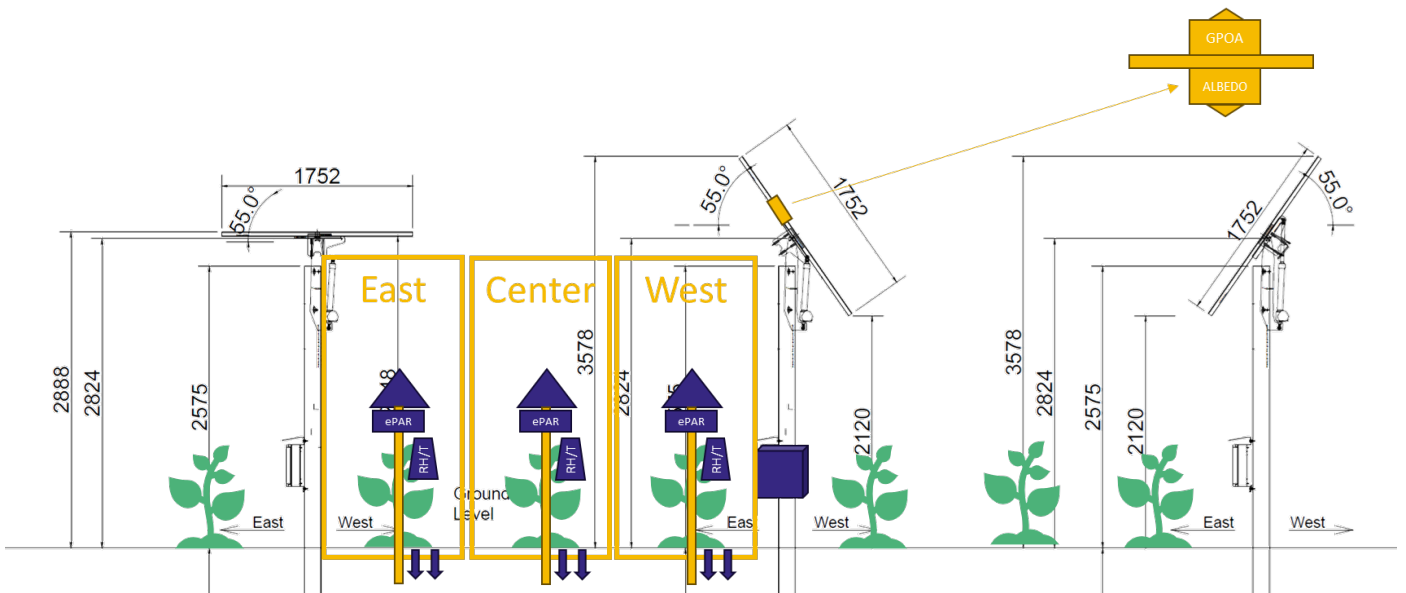 GPOA
ALBEDO
1752
55.0°
55.0°
1752
1752
55.0°
East
Center
West
2888
2824
2575
3578
2824
2120
3578
2824
2575
2120
ePAR
ePAR
ePAR
RH/T
RH/T
RH/T
Ground
Level
East
West
East
West
East
West